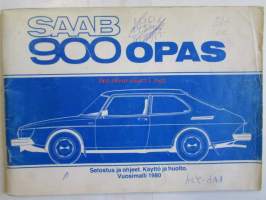 SAAB
900 OPAS
Selostus ja ohjeet. Käyttö ja huolto.
Vuosimalli 1980